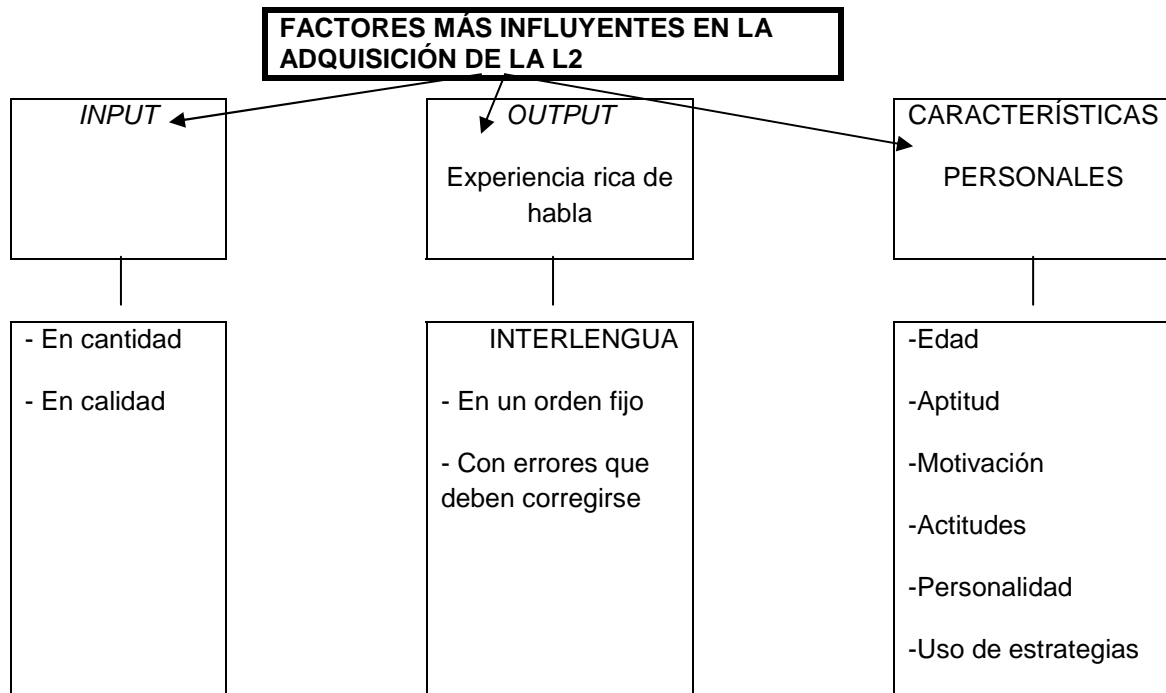 FACTORES MÁS INFLUYENTES EN LA
ADQUISICIÓN DE LA L2
INPUT
OUTPUT
Experiencia rica de
habla
CARACTERÍSTICAS
PERSONALES
- En cantidad
- En calidad
INTERLENGUA
- En un orden fijo
- Con errores que
deben corregirse
-Edad
-Aptitud
-Motivación
-Actitudes
-Personalidad
-Uso de estrategias